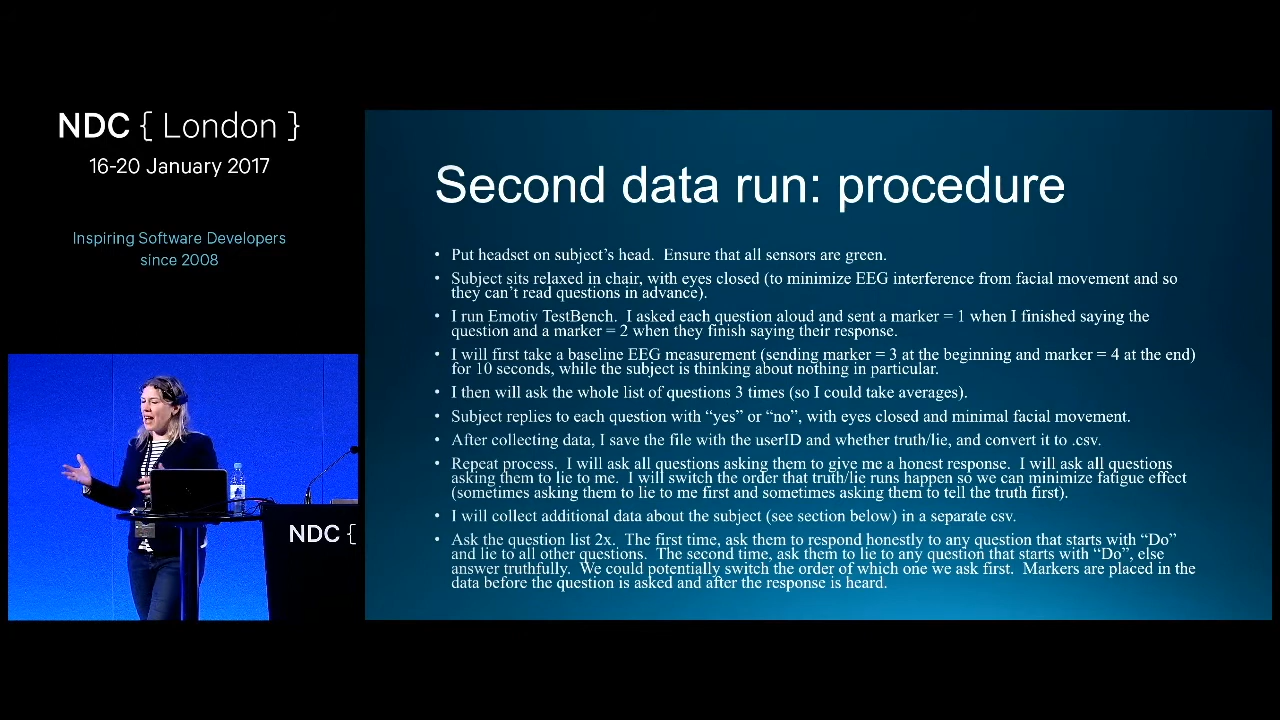 NDC { London }
16-20 January 2017
Inspiring Software Developers
since 2008
Second data run: procedure
• Put headset on subject's head. Ensure that all sensors are green.
• Subject sits relaxed in chair, with eyes closed (to minimize EEG interference from facial movement and so
they can't read questions in advance).
• I run Emotiv TestBench. I asked each question aloud and sent a marker = 1 when I finished saying the
question and a marker = 2 when they finish saying their response.
• I will first take a baseline EEG measurement (sending marker = 3 at the beginning and marker = 4 at the end)
for 10 seconds, while the subject is thinking about nothing in particular.
• I then will ask the whole list of questions 3 times (so I could take averages).
• Subject replies to each question with “yes” or “no”, with eyes closed and minimal facial movement.
• After collecting data, I save the file with the userID and whether truth/lie, and convert it to .csv.
• Repeat process. I will ask all questions asking them to give me a honest response. I will ask all questions
asking them to lie to me. I will switch the order that truth/lie runs happen so we can minimize fatigue effect
(sometimes asking them to lie to me first and sometimes asking them to tell the truth first).
• I will collect additional data about the subject (see section below) in a separate csv.
• Ask the question list 2x. The first time, ask them to respond honestly to any question that starts with “Do”
and lie to all other questions. The second time, ask them to lie to any question that starts with “Do”, else
answer truthfully. We could potentially switch the order of which one we ask first. Markers are placed in the
data before the question is asked and after the response is heard.
NDC {